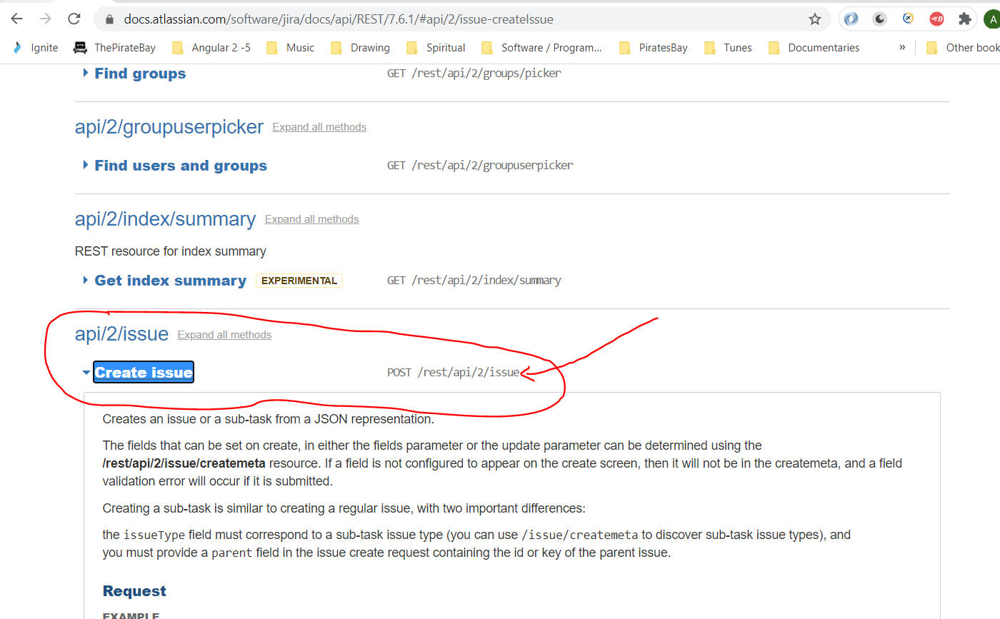 docs.atlassian.com/software/jira/docs/api/REST/7.6.1/#api/2/issue-createIssue
B
A
Ignite ThePirateBay Angular 2 -5 Music Drawing Spiritual Software / Program... PiratesBay Tunes Documentaries » Other book
Find groups GET /rest/api/2/groups/picker
api/2/groupuserpicker Expand all methods
Find users and groups GET /rest/api/2/groupuserpicker
api/2/index/summary Expand all methods
REST resource for index summary
Get index summary EXPERIMENTAL GET /rest/api/2/index/summary
api/2/issue Expand all methods
Create issue POST /rest/api/2/issue
Creates an issue or a sub-task from a JSON representation.
The fields that can be set on create, in either the fields parameter or the update parameter can be determined using the
/rest/api/2/issue/createmeta resource. If a field is not configured to appear on the create screen, then it will not be in the createmeta, and a field
validation error will occur if it is submitted.
Creating a sub-task is similar to creating a regular issue, with two important differences:
the issueType field must correspond to a sub-task issue type (you can use /issue/createmeta to discover sub-task issue types), and
you must provide a parent field in the issue create request containing the id or key of the parent issue.
Request
EXAMPLE